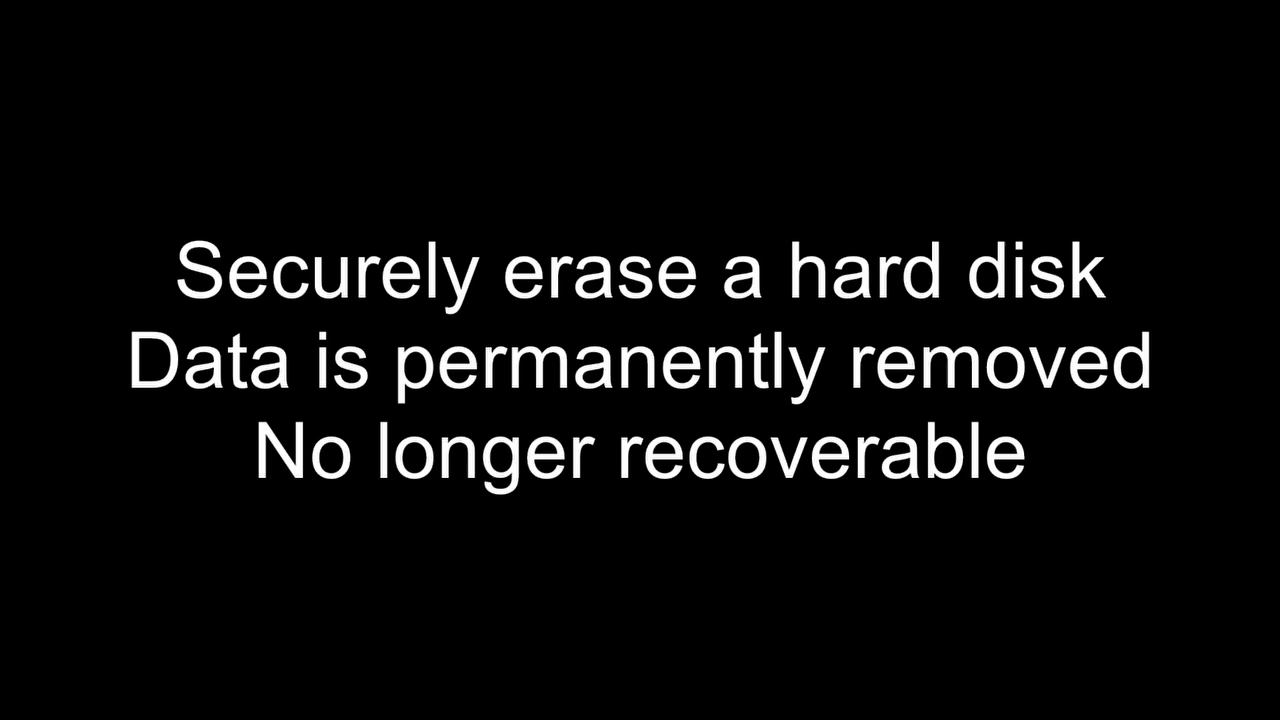 Securely erase a hard disk
Data is permanently removed
No longer recoverable